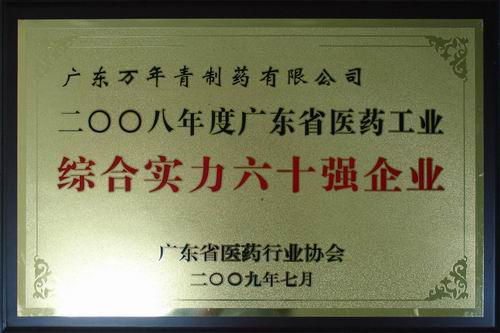 广东万年青制药有限公司
二〇〇八年度广东省医药工业
综合实力六十强企业
广东省医药行业协会
二〇〇九年七月